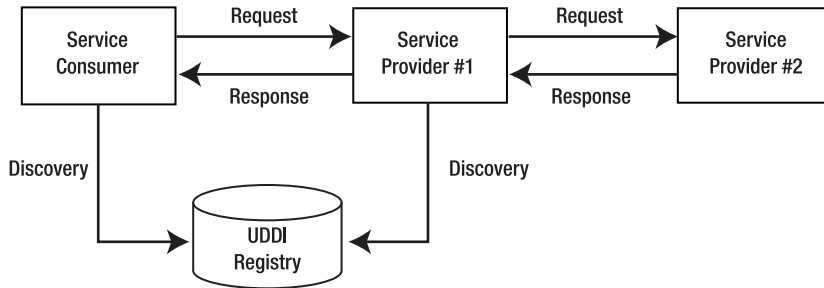 Request
Request
Service
Consumer
Service
Provider #1
Service
Provider #2
Response
Response
Discovery
Discovery
UDDI
Registry